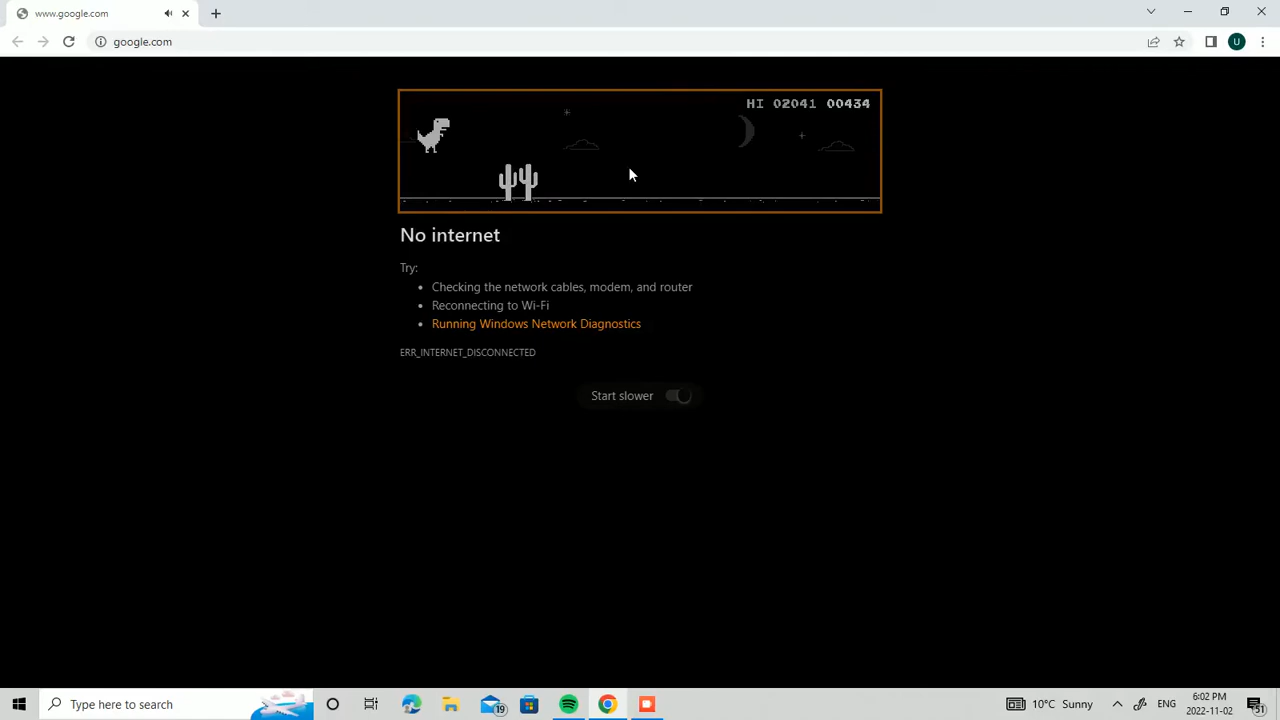 www.google.com
google.com
U
HI 02041 00434
No internet
Try:
Checking the network cables, modem, and router
Reconnecting to Wi-Fi
Running Windows Network Diagnostics
ERR_INTERNET_DISCONNECTED
Start slower
Type here to search
19
10°C Sunny
ENG
6:02 PM
2022-11-02
51